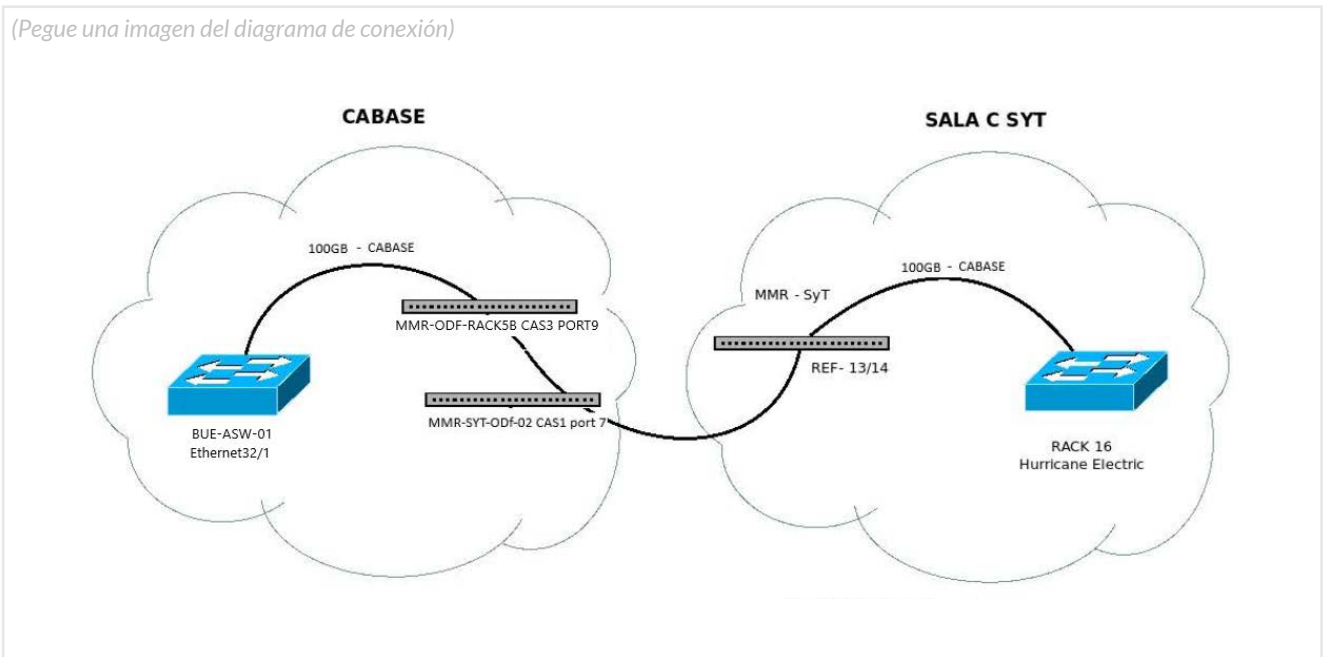 (Pegue una imagen del diagrama de conexión)
CABASE
100GB - CABASE
MMR-ODF-RACK5B CAS3 PORT9
MMR-SYT-ODf-02 CAS1 port 7
BUE-ASW-01
Ethernet32/1
SALA C SYT
100GB - CABASE
MMR - SyT
REF- 13/14
RACK 16
Hurricane Electric